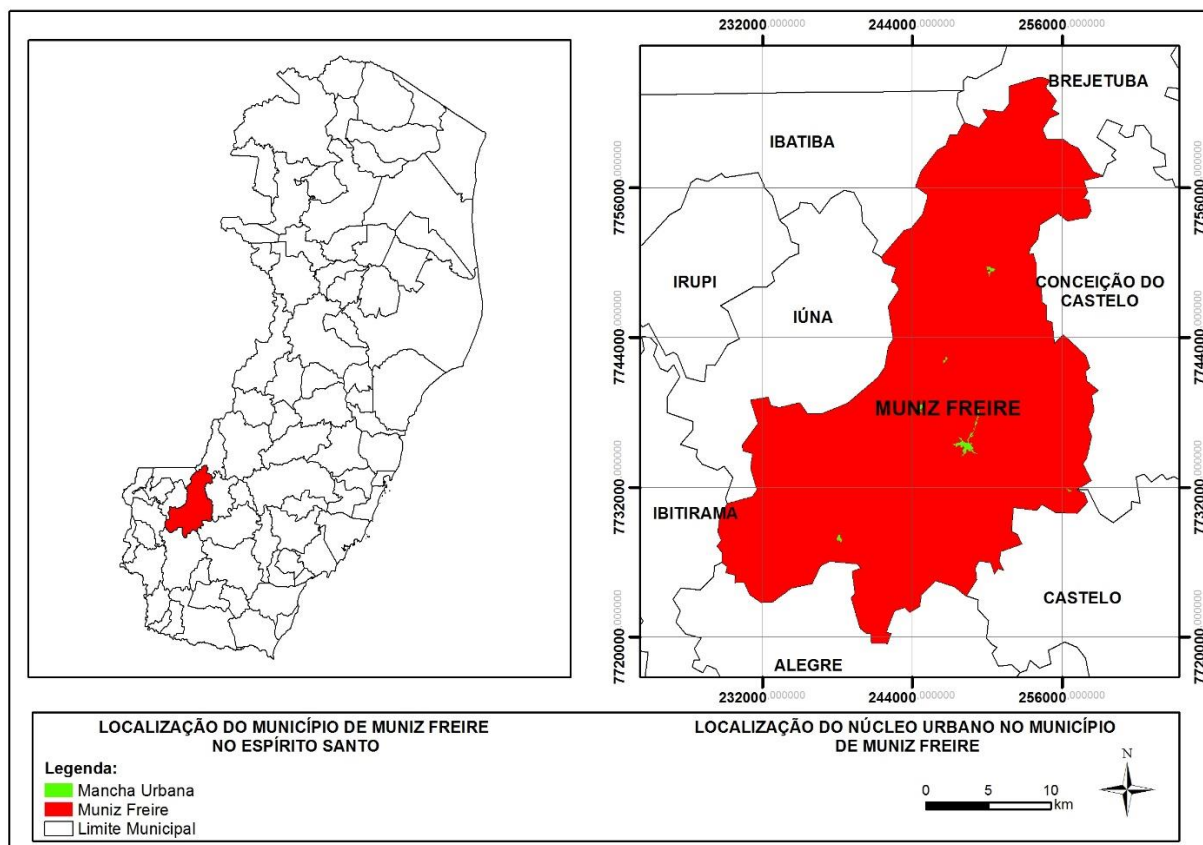 232000,000000 244000,000000 256000,000000
BREJETUBA
IBATIBA
7756000,000000 7756000,000000
IRUPI
CONCEIÇÃO DO
CASTELO
IÚNA
7744000,000000 7744000,000000
MUNIZ FREIRE
7732000,000000 7732000,000000
IBITIRAMA
CASTELO
7720000,000000 7720000,000000
ALEGRE
232000,000000 244000,000000 256000,000000
LOCALIZAÇÃO DO MUNICÍPIO DE MUNIZ FREIRE
NO ESPÍRITO SANTO
LOCALIZAÇÃO DO NÚCLEO URBANO NO MUNICÍPIO
DE MUNIZ FREIRE
Legenda:
Mancha Urbana
Muniz Freire
Limite Municipal
0 5 10
km
N